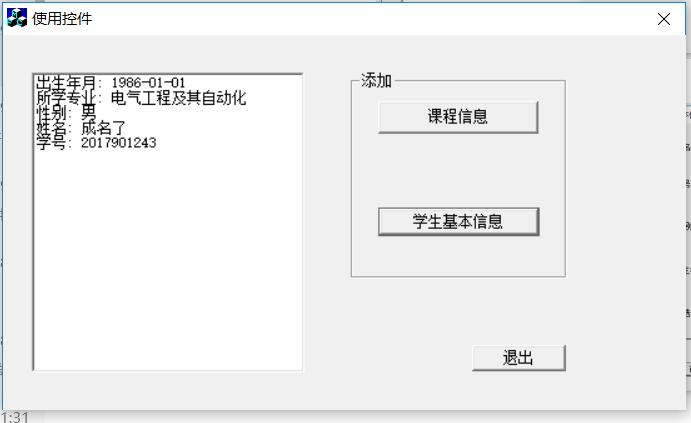 使用控件
出生年月: 1986-01-01
所学专业: 电气工程及其自动化
性别: 男
姓名: 成名了
学号: 2017901243
添加
课程信息
学生基本信息
退出
1:31